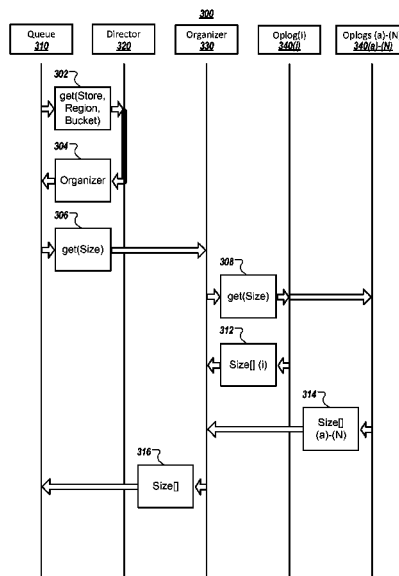 300
Queue
310
Director
320
Organizer
330
Oplog(i)
340(i)
Oplogs (a)-(N)
340(a)-(N)
302
get(Store,
Region,
Bucket)
304
Organizer
306
get(Size)
308
get(Size)
312
Size[] (i)
314
Size[]
(a)-(N)
316
Size[]